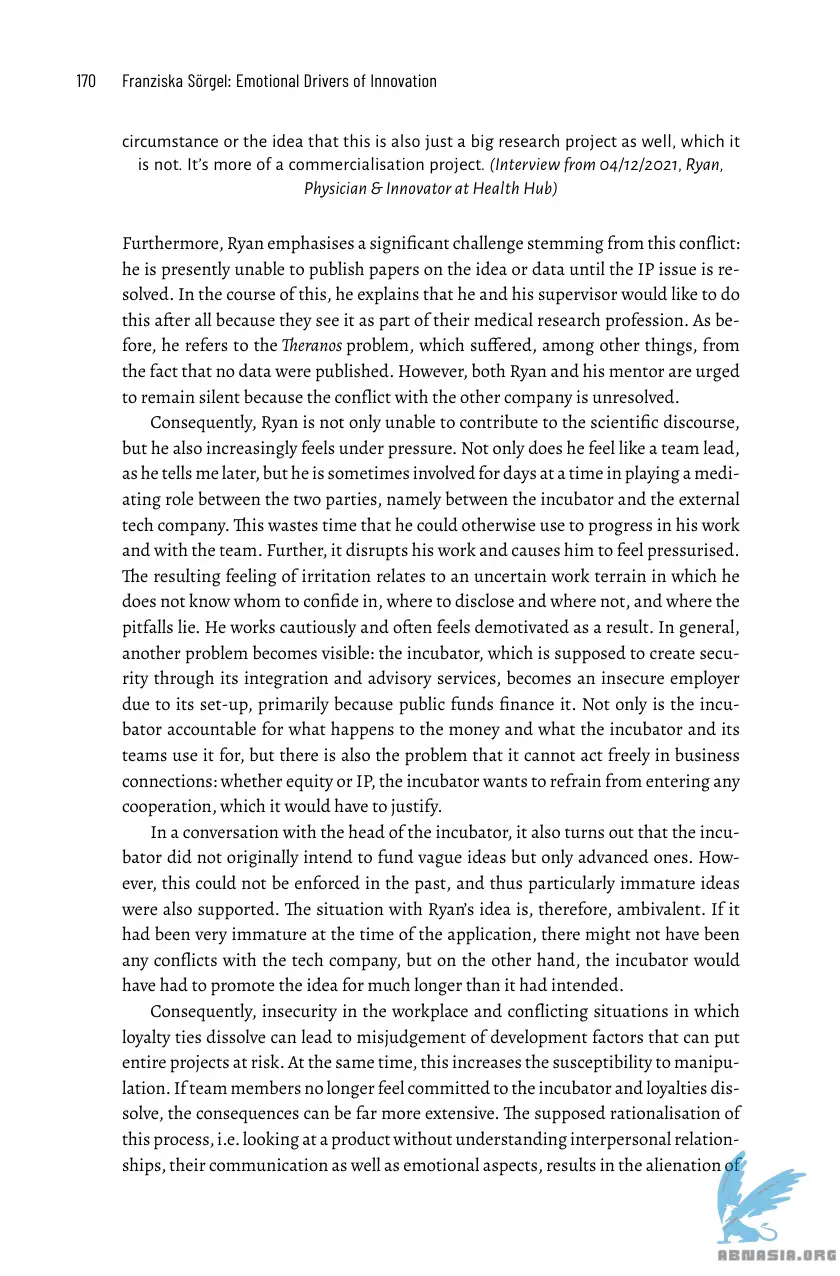 170 Franziska Sörgel: Emotional Drivers of Innovation
circumstance or the idea that this is also just a big research project as well, which it
is not. It's more of a commercialisation project. (Interview from 04/12/2021, Ryan,
Physician & Innovator at Health Hub)
Furthermore, Ryan emphasises a significant challenge stemming from this conflict:
he is presently unable to publish papers on the idea or data until the IP issue is re-
solved. In the course of this, he explains that he and his supervisor would like to do
this after all because they see it as part of their medical research profession. As be-
fore, he refers to the Theranos problem, which suffered, among other things, from
the fact that no data were published. However, both Ryan and his mentor are urged
to remain silent because the conflict with the other company is unresolved.
Consequently, Ryan is not only unable to contribute to the scientific discourse,
but he also increasingly feels under pressure. Not only does he feel like a team lead,
as he tells me later, but he is sometimes involved for days at a time in playing a medi-
ating role between the two parties, namely between the incubator and the external
tech company. This wastes time that he could otherwise use to progress in his work
and with the team. Further, it disrupts his work and causes him to feel pressurised.
The resulting feeling of irritation relates to an uncertain work terrain in which he
does not know whom to confide in, where to disclose and where not, and where the
pitfalls lie. He works cautiously and often feels demotivated as a result. In general,
another problem becomes visible: the incubator, which is supposed to create secu-
rity through its integration and advisory services, becomes an insecure employer
due to its set-up, primarily because public funds finance it. Not only is the incu-
bator accountable for what happens to the money and what the incubator and its
teams use it for, but there is also the problem that it cannot act freely in business
connections: whether equity or IP, the incubator wants to refrain from entering any
cooperation, which it would have to justify.
In a conversation with the head of the incubator, it also turns out that the incu-
bator did not originally intend to fund vague ideas but only advanced ones. How-
ever, this could not be enforced in the past, and thus particularly immature ideas
were also supported. The situation with Ryan's idea is, therefore, ambivalent. If it
had been very immature at the time of the application, there might not have been
any conflicts with the tech company, but on the other hand, the incubator would
have had to promote the idea for much longer than it had intended.
Consequently, insecurity in the workplace and conflicting situations in which
loyalty ties dissolve can lead to misjudgement of development factors that can put
entire projects at risk. At the same time, this increases the susceptibility to manipu-
lation. If team members no longer feel committed to the incubator and loyalties dis-
solve, the consequences can be far more extensive. The supposed rationalisation of
this process, i.e. looking at a product without understanding interpersonal relation-
ships, their communication as well as emotional aspects, results in the alienation of
ABNASIA.ORG